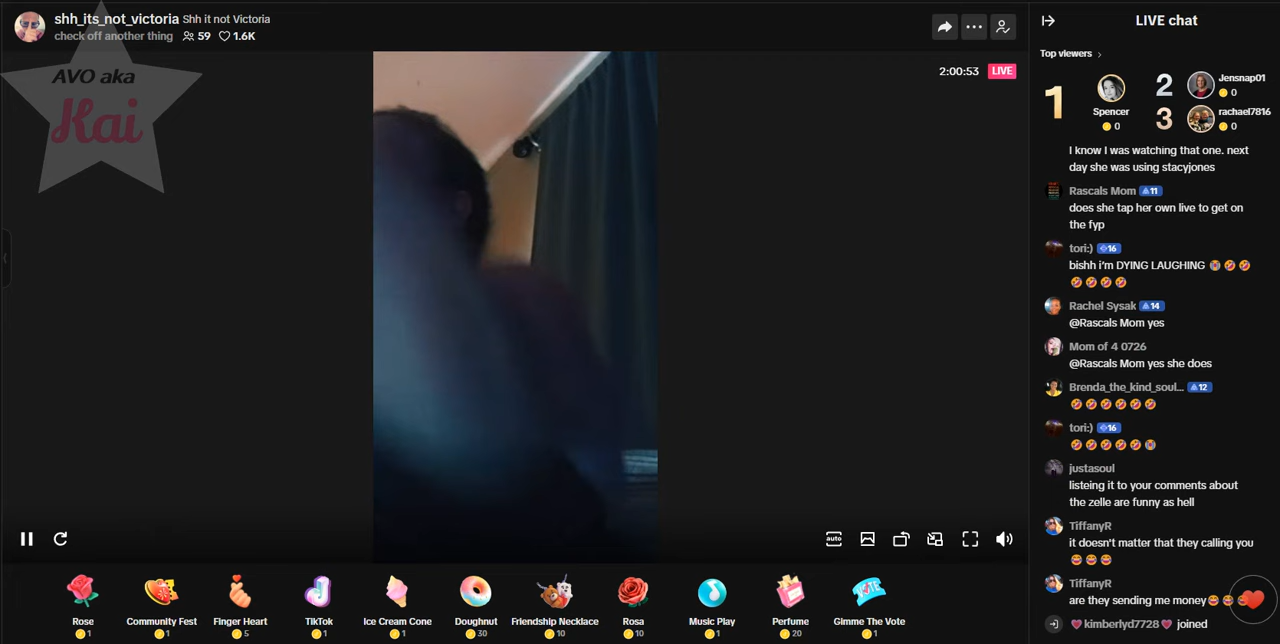 shh_its_not_victoria Shh it not Victoria
check off another thing 59 1.6K
AVO aka
Kai
2:00:53 LIVE
auto
Rose
1
Community Fest
1
Finger Heart
5
TikTok
1
Ice Cream Cone
1
Doughnut
30
Friendship Necklace
10
Rosa
10
Music Play
1
Perfume
20
VOTE
Gimme The Vote
1
LIVE chat
Top viewers
1
Spencer
0
2
Jensnap01
0
3
rachael7816
0
I know I was watching that one. next
day she was using stacyjones
Rascals Mom 11
does she tap her own live to get on
the fyp
tori:) 16
bishh i'm DYING LAUGHING 😭 🤣 🤣
🤣 🤣 🤣 🤣
Rachel Sysak 14
@Rascals Mom yes
Mom of 4 0726
@Rascals Mom yes she does
Brenda_the_kind_soul... 12
🤣 🤣 🤣 🤣 🤣 🤣
tori:) 16
🤣 🤣 🤣 🤣 🤣 😭
justasoul
listeing it to your comments about
the zelle are funny as hell
TiffanyR
it doesn't matter that they calling you
😂 😂 😂
TiffanyR
are they sending me money😂 😂 😂
💗kimberlyd7728💗 joined